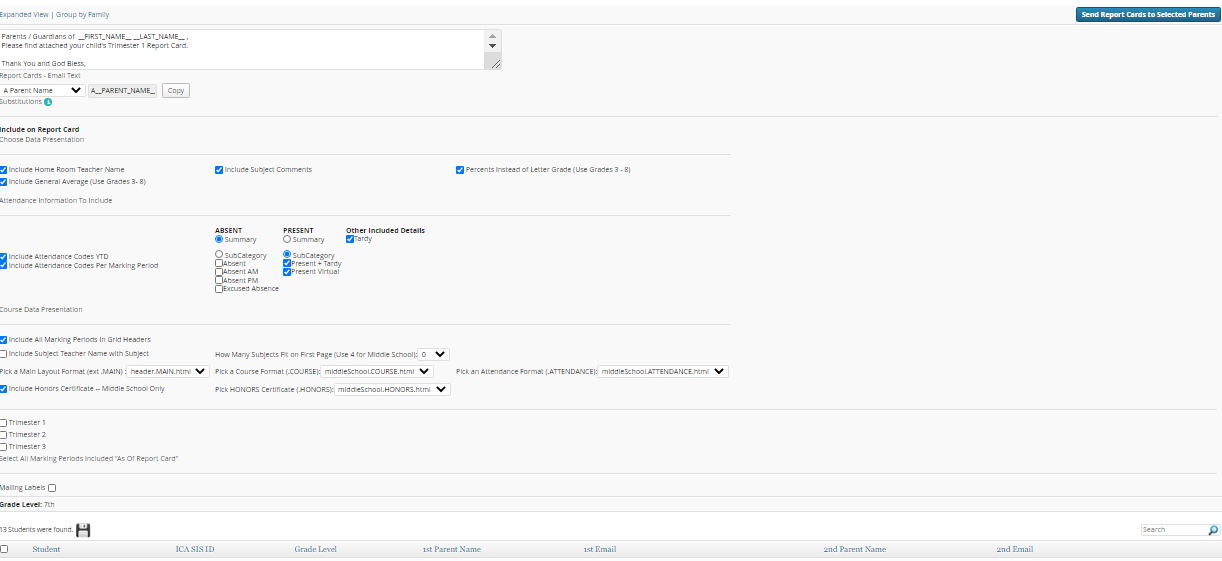 Expanded View | Group by Family
Send Report Cards to Selected Parents
Parents / Guardians of __FIRST_NAME__ __LAST_NAME__ ,
Please find attached your child's Trimester 1 Report Card.
Thank You and God Bless,
Report Cards - Email Text
A Parent Name A__PARENT_NAME__ Copy
Substitutions
Include on Report Card
Choose Data Presentation
Include Home Room Teacher Name Include Subject Comments Percents Instead of Letter Grade (Use Grades 3 - 8)
Include General Average (Use Grades 3- 8)
Attendance Information To Include
ABSENT PRESENT Other Included Details
Summary Summary Tardy
SubCategory SubCategory
Include Attendance Codes YTD
Absent Present + Tardy
Include Attendance Codes Per Marking Period
Absent AM Present Virtual
Absent PM
Excused Absence
Course Data Presentation
Include All Marking Periods In Grid Headers
Include Subject Teacher Name with Subject How Many Subjects Fit on First Page (Use 4 for Middle School): 0
Pick a Main Layout Format (ext .MAIN) : header.MAIN.html Pick a Course Format (.COURSE): middleSchool.COURSE.html Pick an Attendance Format (.ATTENDANCE): middleSchool.ATTENDANCE.html
Include Honors Certificate -- Middle School Only Pick HONORS Certificate (.HONORS): middleSchool.HONORS.html
Trimester 1
Trimester 2
Trimester 3
Select All Marking Periods Included "As Of Report Card"
Mailing Labels
Grade Level: 7th
13 Students were found.
Search
Student ICA SIS ID Grade Level 1st Parent Name 1st Email 2nd Parent Name 2nd Email